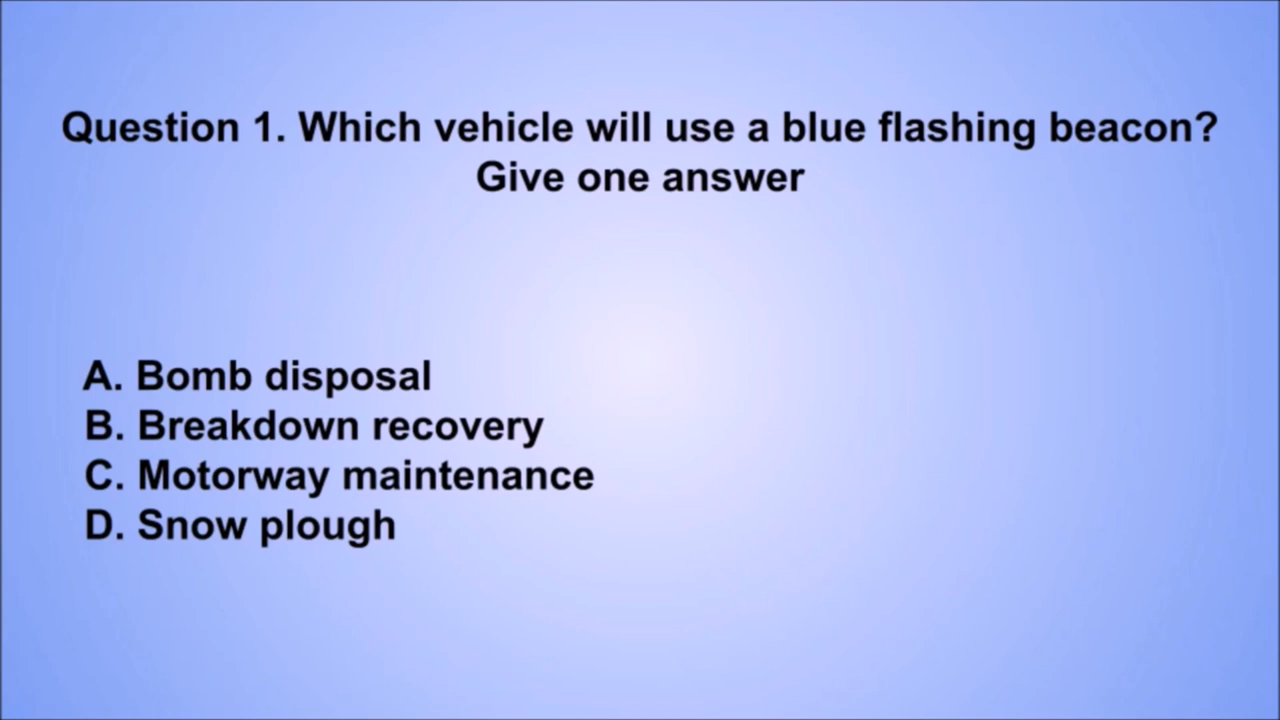 Question 1. Which vehicle will use a blue flashing beacon?
Give one answer
A. Bomb disposal
B. Breakdown recovery
C. Motorway maintenance
D. Snow plough